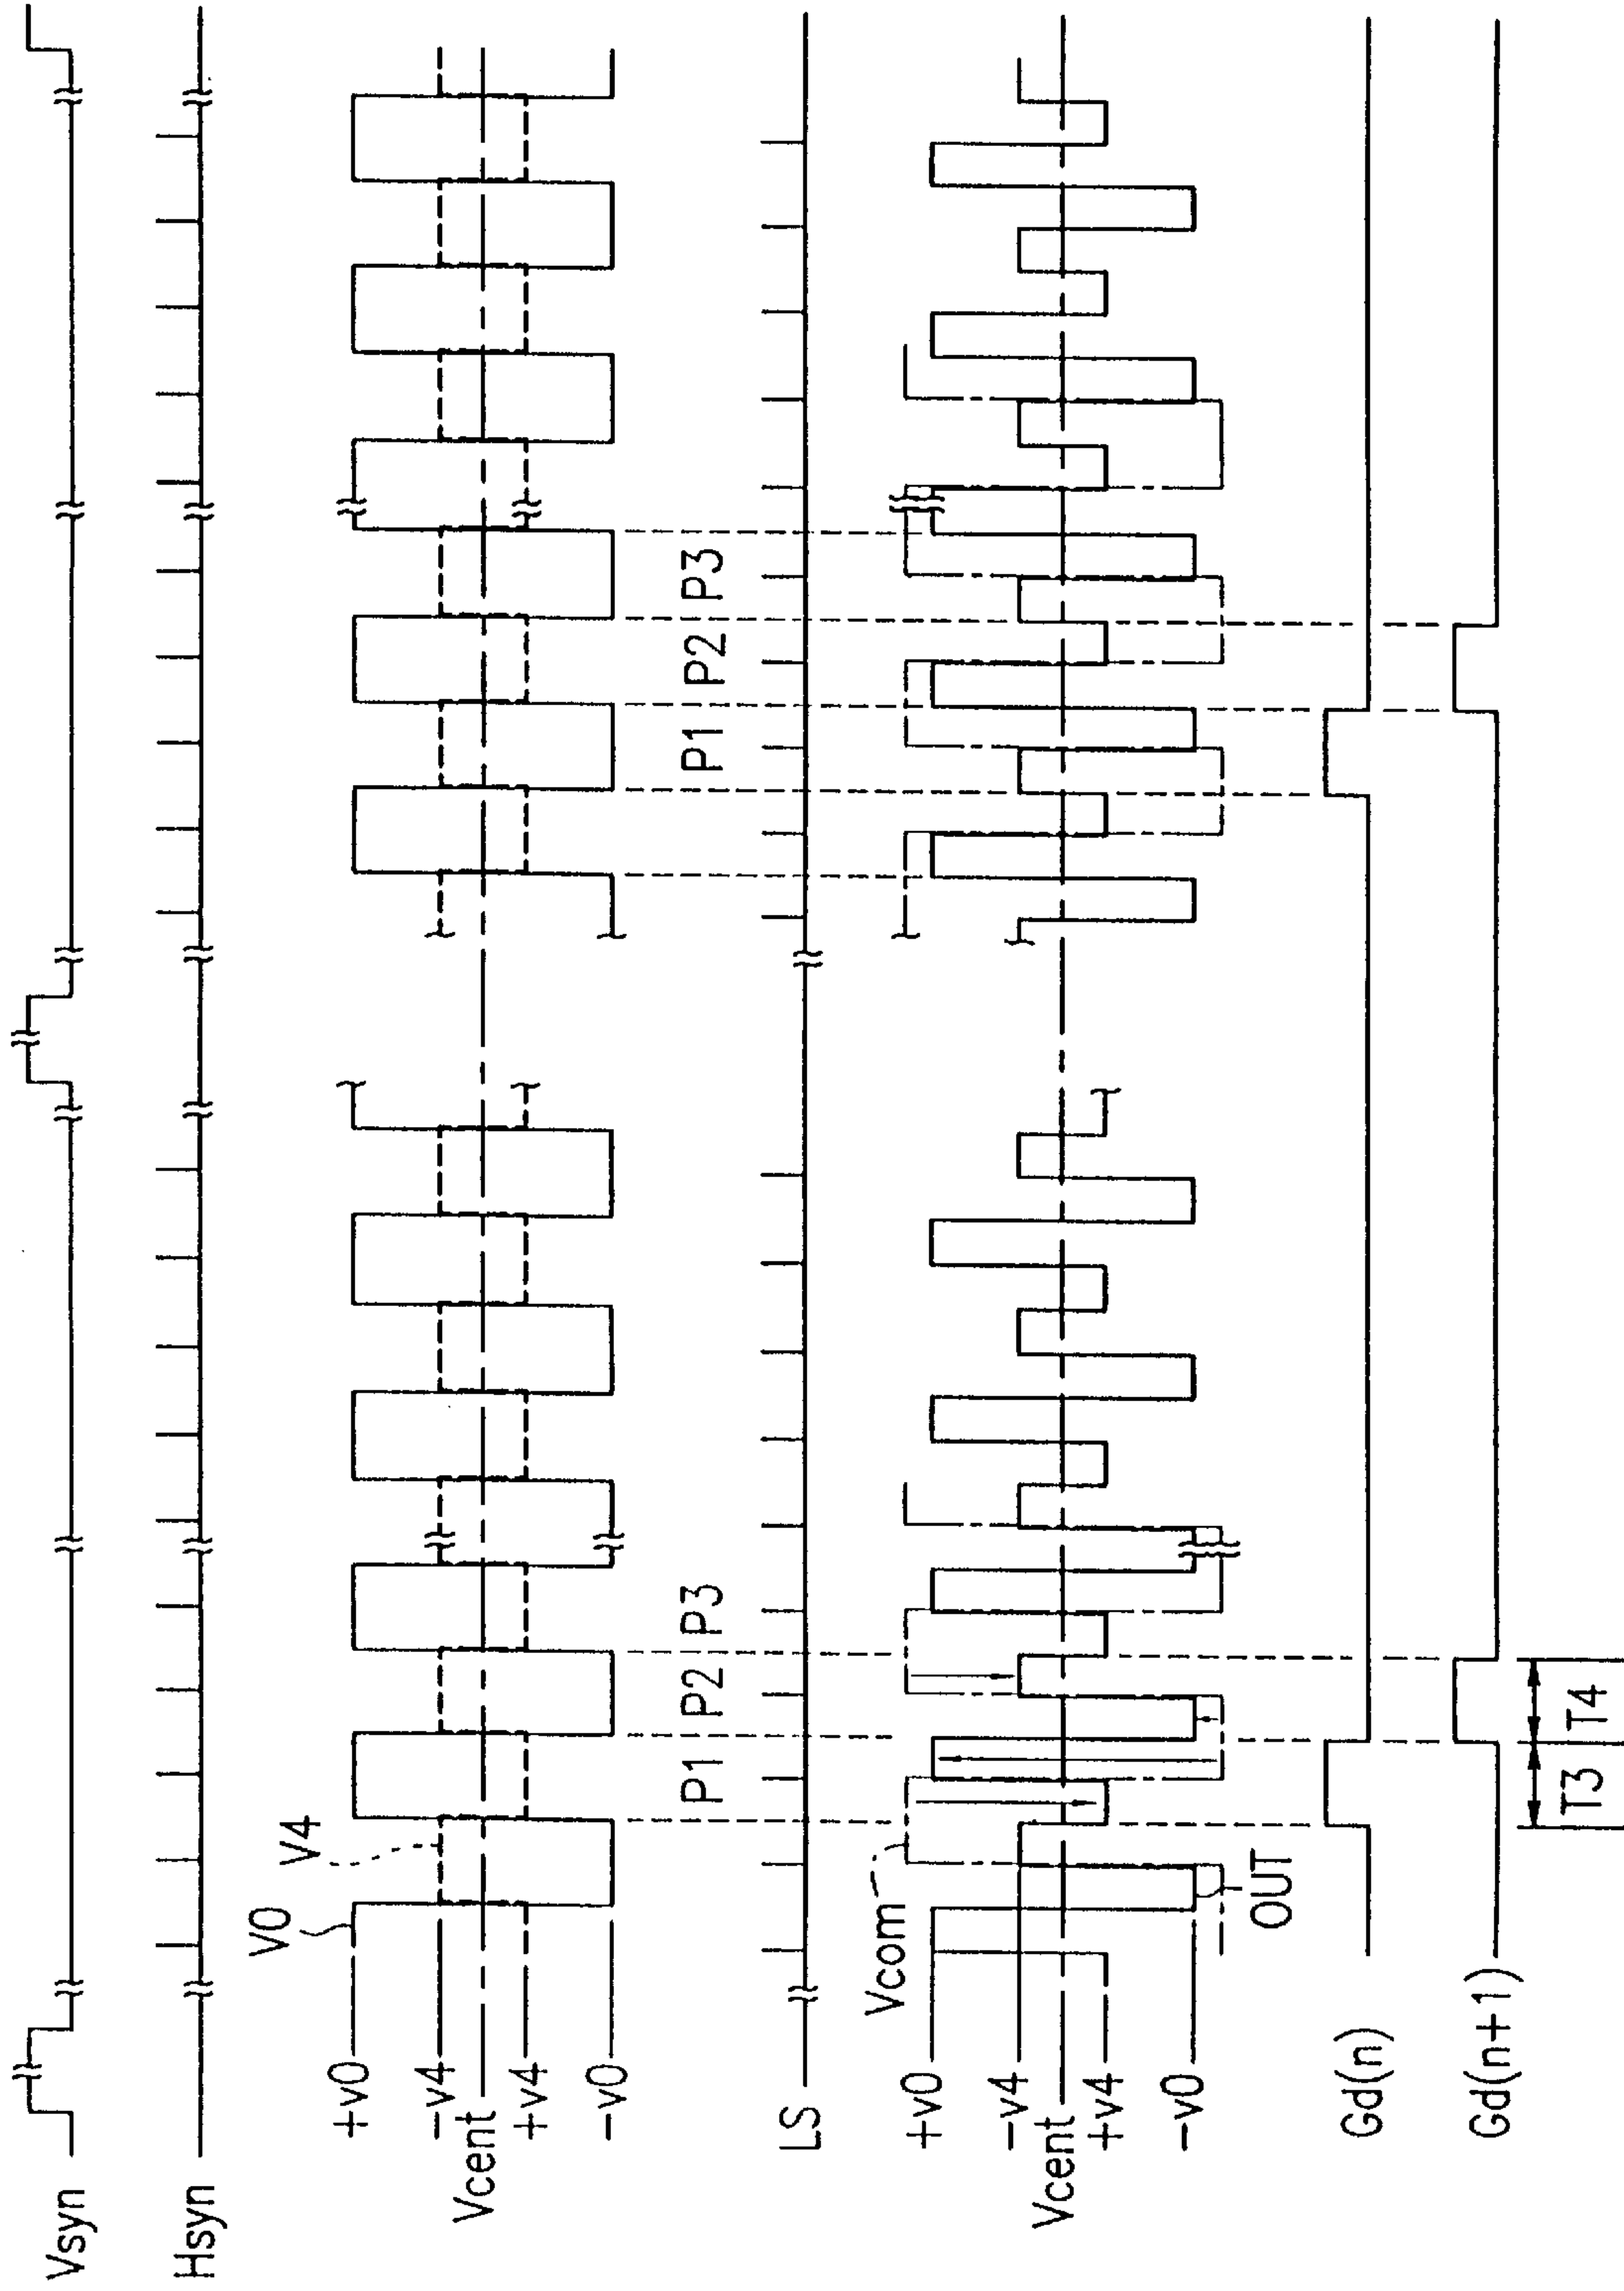 Vsyn
Hsyn
V0
V4
+v0
-v4
Vcent
+v4
-v0
P1
P2
P3
P1
P2
P3
LS
Vcom
+v0
-v4
Vcent
+v4
-v0
OUT
Gd(n)
Gd(n+1)
T3
T4